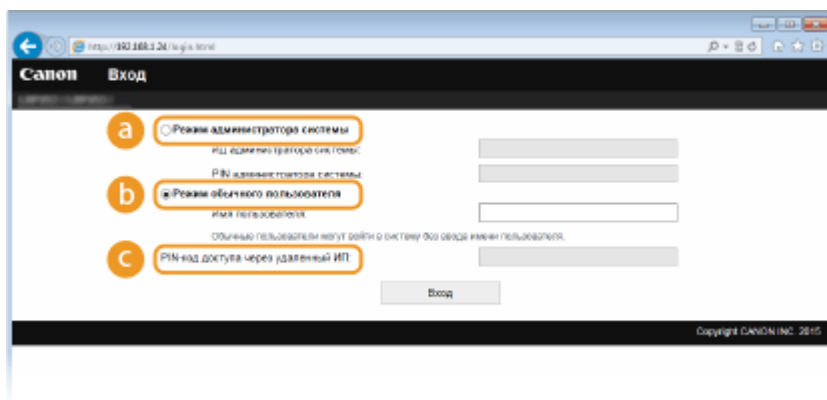 http://192.168.1.24/login.html
Canon Вход
a Режим администратора системы
ИД администратора системы:
PIN администратора системы:
b Режим обычного пользователя
Имя пользователя:
Обычные пользователи могут войти в систему без ввода имени пользователя.
c PIN-код доступа через удаленный ИП:
Вход
Copyright CANON INC. 2015